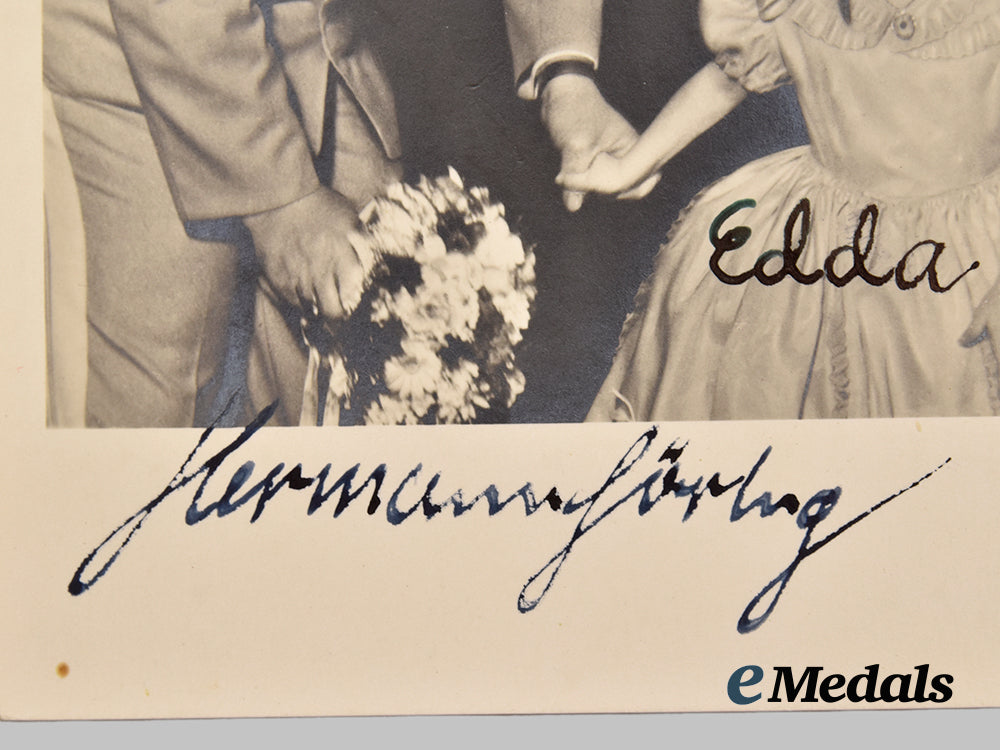 Edda
Hermann Göring
eMedals